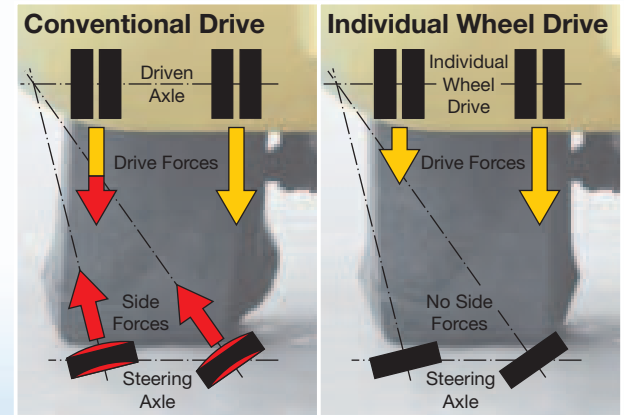 Conventional Drive
Driven
Axle
Drive Forces
Side
Forces
Steering
Axle
Individual Wheel Drive
Individual
Wheel
Drive
Drive Forces
No Side
Forces
Steering
Axle